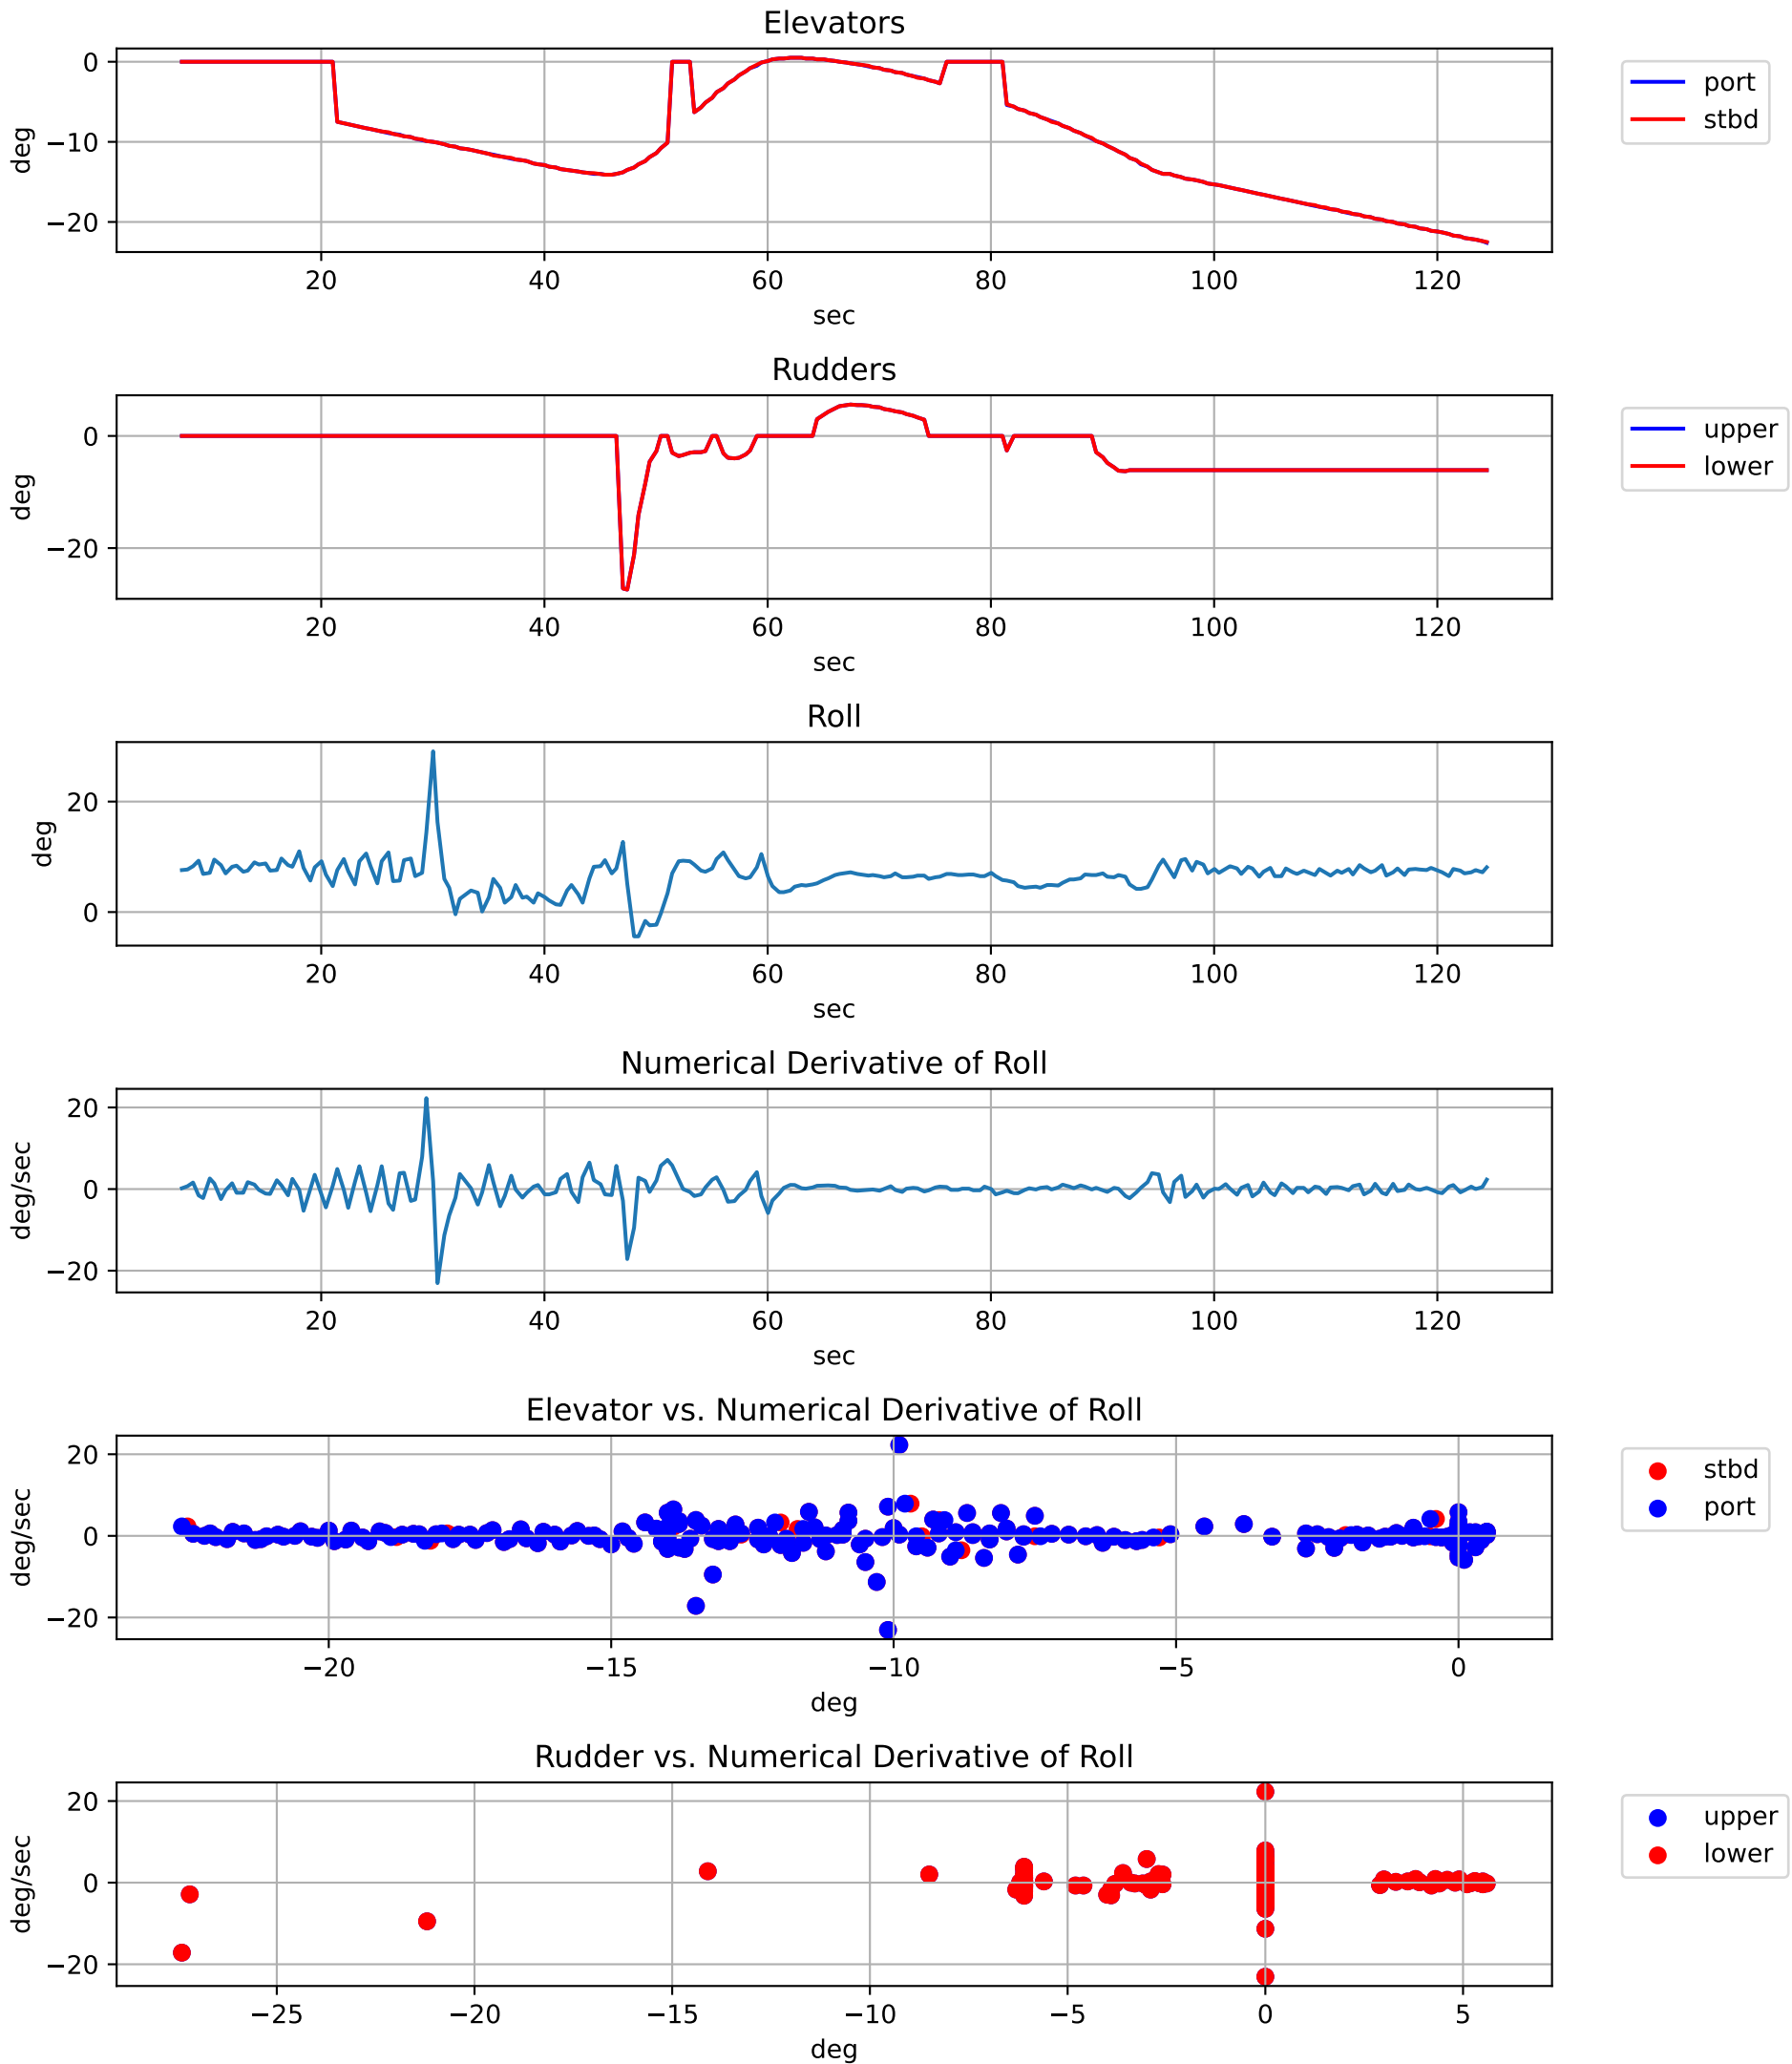 Elevators
0
−10
−20
deg
20 40 60 80 100 120
sec
port
stbd
Rudders
0
−20
deg
20 40 60 80 100 120
sec
upper
lower
Roll
20
0
deg
20 40 60 80 100 120
sec
Numerical Derivative of Roll
20
0
−20
deg/sec
20 40 60 80 100 120
sec
Elevator vs. Numerical Derivative of Roll
20
0
−20
deg/sec
−20 −15 −10 −5 0
deg
stbd
port
Rudder vs. Numerical Derivative of Roll
20
0
−20
deg/sec
−25 −20 −15 −10 −5 0 5
deg
upper
lower